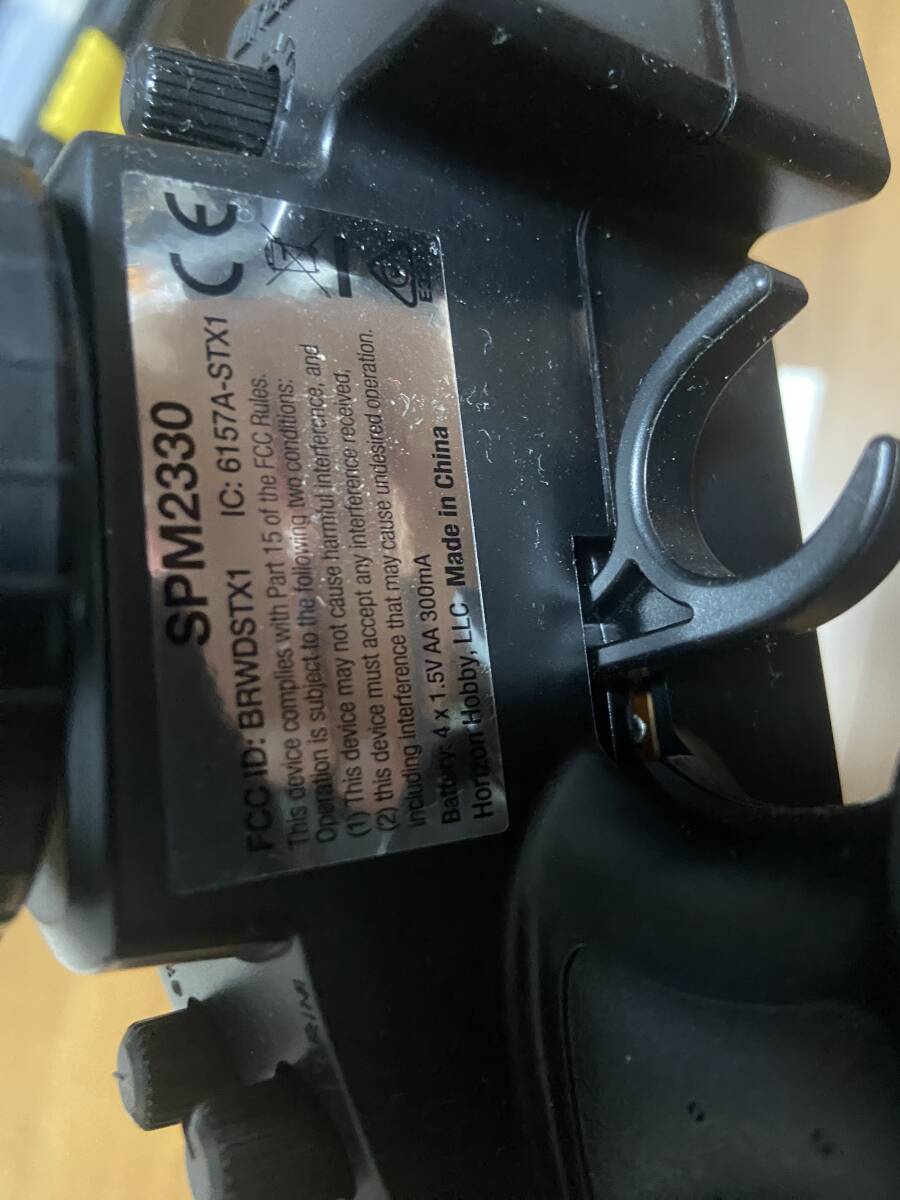 SPM2330
FCC ID: BRWDSTX1 IC: 6157A-STX1
This device complies with Part 15 of the FCC Rules.
Operation is subject to the following two conditions:
(1) This device may not cause harmful interference, and
(2) this device must accept any interference received,
including interference that may cause undesired operation.
Battery: 4 x 1.5V AA 300mA
Horizon Hobby, LLC Made in China
CE